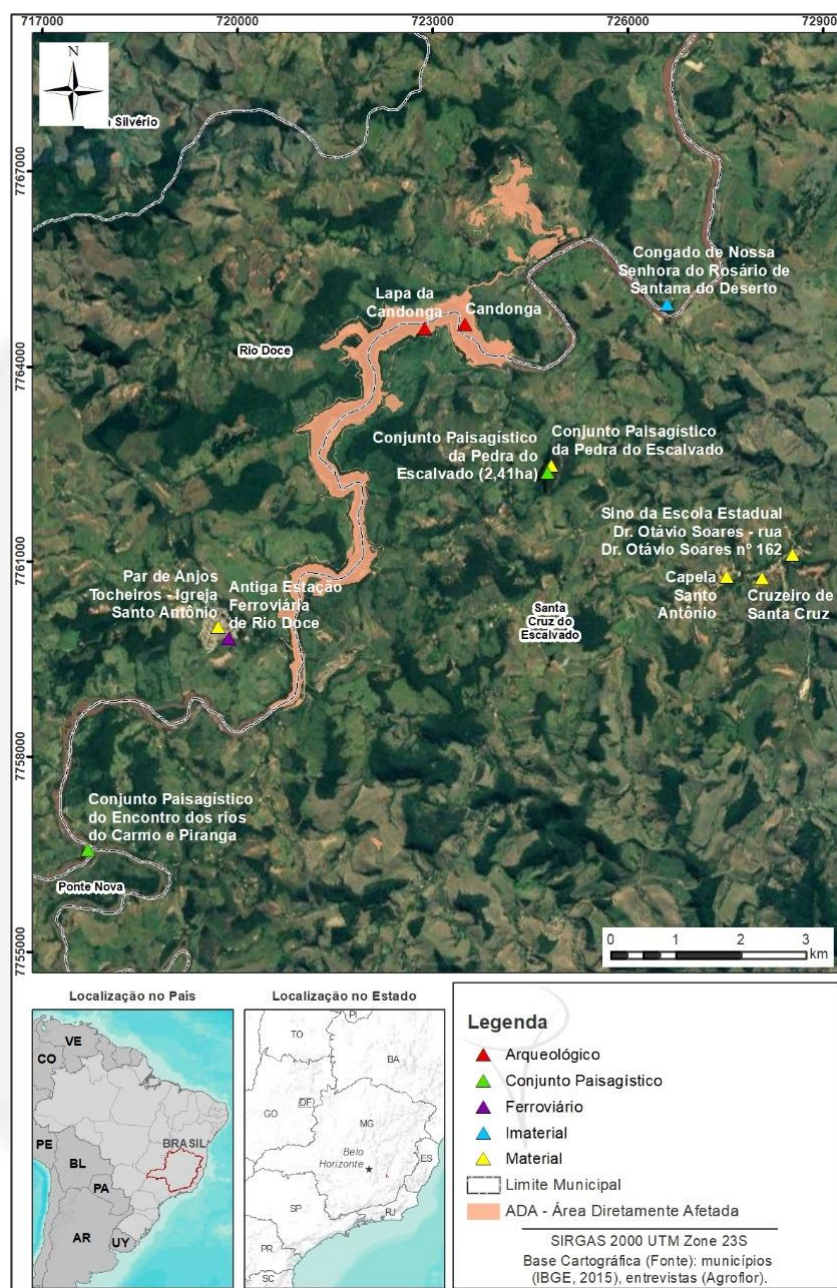 717000 720000 723000 726000 729000
N
Silvério
7767000
Congado de Nossa
Senhora do Rosário de
Santana do Deserto
Lapa da
Candonga
Candonga
Rio Doce
7764000
Conjunto Paisagístico
da Pedra do
Escalvado (2,41ha)
Conjunto Paisagístico
da Pedra do Escalvado
Sino da Escola Estadual
Dr. Otávio Soares - rua
Dr. Otávio Soares nº 162
7761000
Par de Anjos
Tocheiros - Igreja
Santo Antônio
Antiga Estação
Ferroviária
de Rio Doce
Capela
Santo
Antônio
Cruzeiro de
Santa Cruz
Santa
Cruz do
Escalvado
7758000
Conjunto Paisagístico
do Encontro dos rios
do Carmo e Piranga
Ponte Nova
7755000
0 1 2 3
km
Localização no País
VE
CO
PE
BRASIL
BL
PA
AR
UY
Localização no Estado
TO
PI
BA
GO
DF
MG
Belo
Horizonte
ES
SP
RJ
PR
SC
Legenda
Arqueológico
Conjunto Paisagístico
Ferroviário
Imaterial
Material
Limite Municipal
ADA - Área Diretamente Afetada
SIRGAS 2000 UTM Zone 23S
Base Cartográfica (Fonte): municípios
(IBGE, 2015), entrevistas (Agroflor).